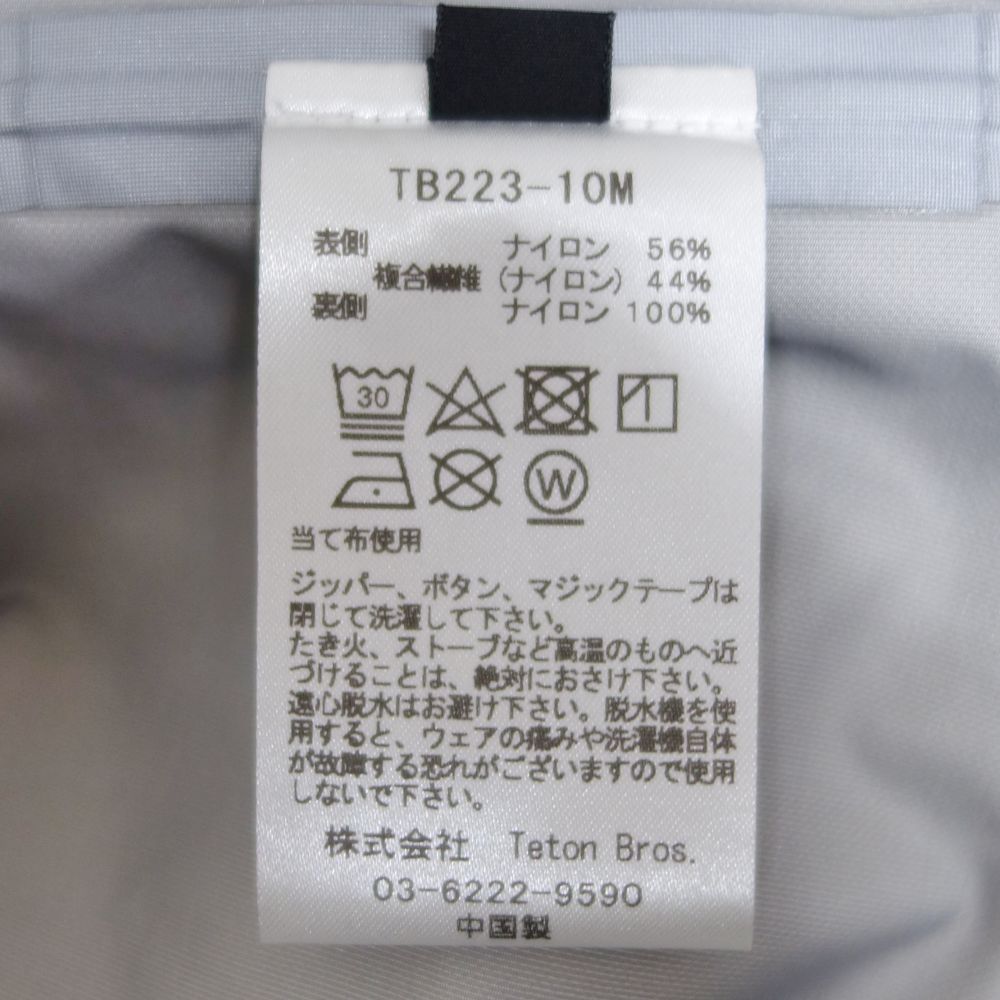 TB223-10M
表側 ナイロン 56%
複合繊維 (ナイロン) 44%
裏側 ナイロン 100%
30
W
当て布使用
ジッパー、ボタン、マジックテープは
閉じて洗濯して下さい。
たき火、ストーブなど高温のものへ近
づけることは、絶対におさけ下さい。
遠心脱水はお避け下さい。脱水機を使
用すると、ウェアの痛みや洗濯機自体
が故障する恐れがございますので使用
しないで下さい。
株式会社 Teton Bros.
03-6222-9590
中国製